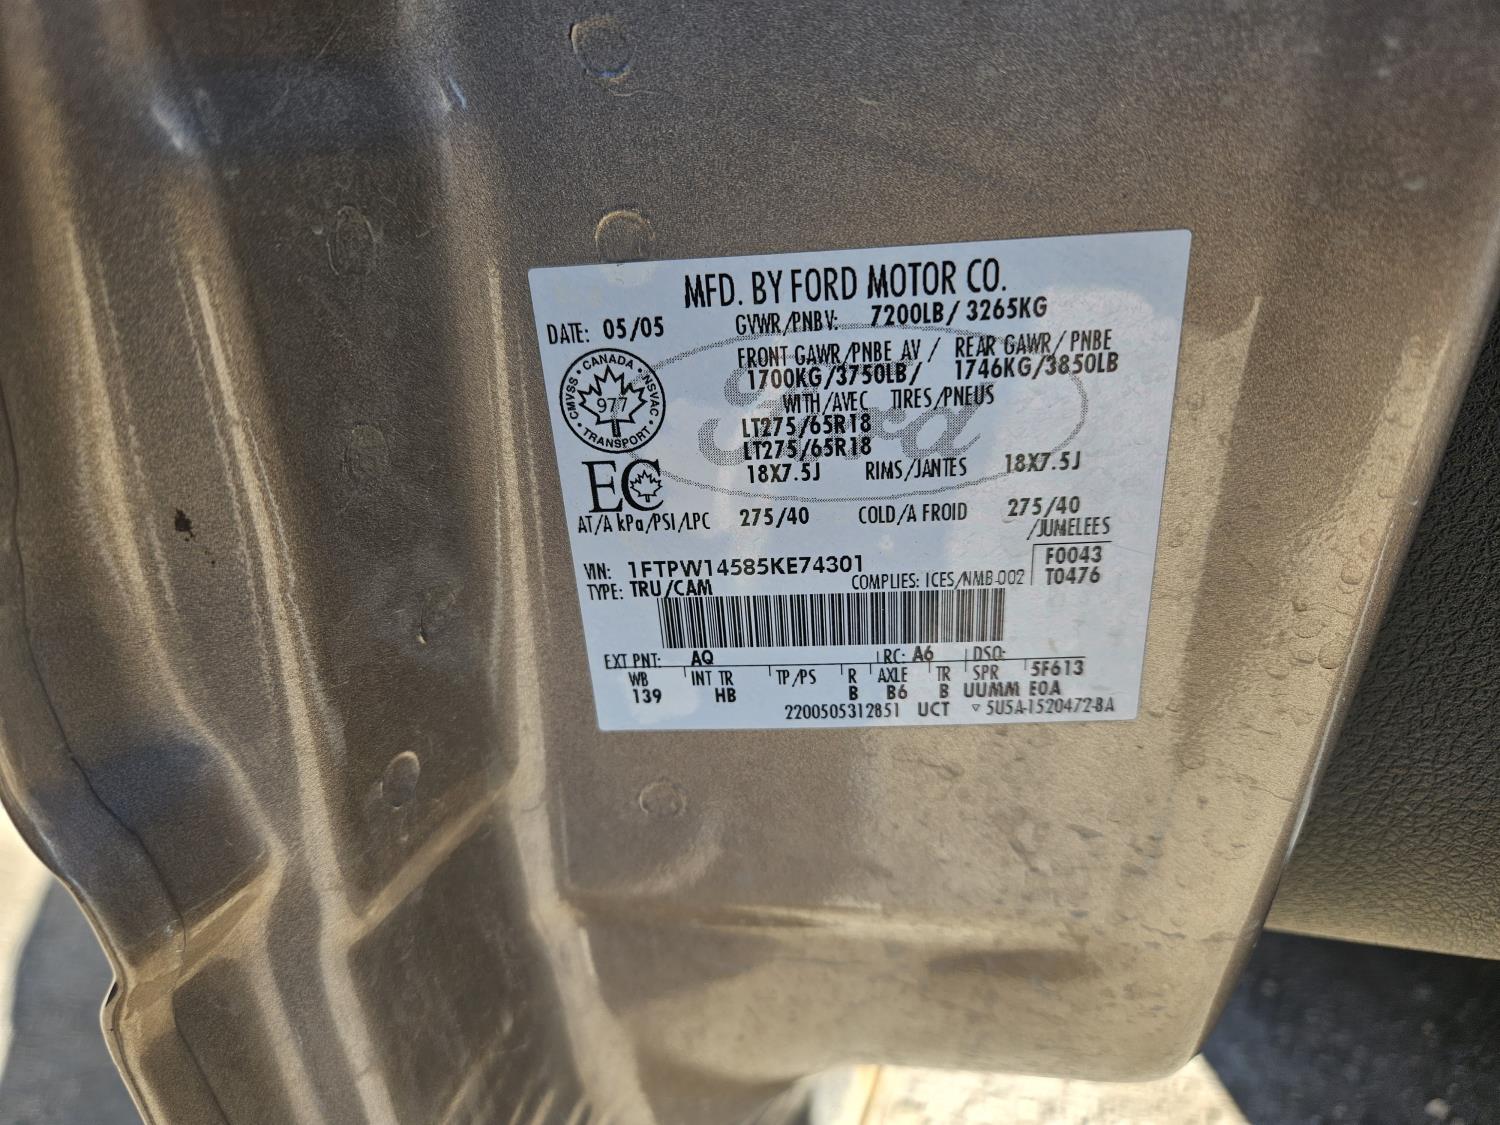 MFD. BY FORD MOTOR CO.
DATE: 05/05 GVWR/PNBV: 7200LB/ 3265KG
FRONT GAWR/PNBE AV / REAR GAWR/PNBE
1700KG/3750LB/ 1746KG/3850LB
WITH/AVEC TIRES/PNEUS
LT275/65R18
LT275/65R18
18X7.5J RIMS/JANTES 18X7.5J
CANADA
CMVSS NSVAC
977
TRANSPORT
Ford
EC
AT/A kPa/PSI/LPC 275/40 COLD/A FROID 275/40
/JUMELEES
VIN: 1FTPW14585KE74301 F0043
TYPE: TRU/CAM COMPLIES: ICES/NMB-002 T0476
EXT PNT: AQ RC: A6 DSO:
WB INT TR TP/PS R AXLE TR SPR 5F613
139 HB B B6 B UUMM EOA
2200505312851 UCT ▽ 5U5A-1520472-BA